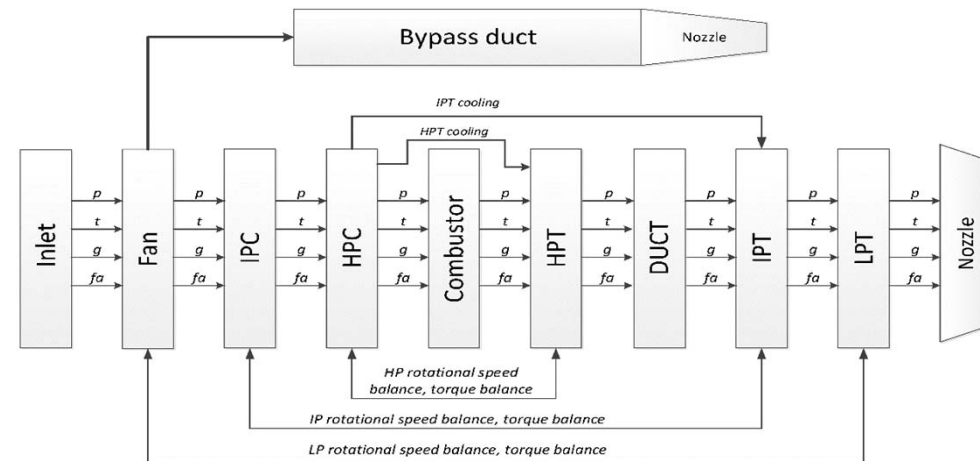 Bypass duct
Nozzle
IPT cooling
HPT cooling
Inlet
Fan
IPC
HPC
Combustor
HPT
DUCT
IPT
LPT
Nozzle
p p p p p p p p p
t t t t t t t t t
g g g g g g g g g
fa fa fa fa fa fa fa fa fa
HP rotational speed
balance, torque balance
IP rotational speed balance, torque balance
LP rotational speed balance, torque balance